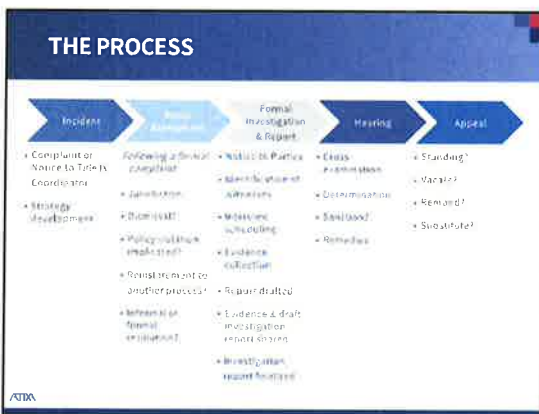 THE PROCESS
Incident
Formal
Investigation
& Report
Hearing
Appeal
• Complaint or
Notice to Title IX
Coordinator
• Strategy
development
Following a formal
complaint
• Jurisdiction
• Dismissal?
• Policy violation
implicated?
• Reinstatement to
another process?
• Informal or
formal
resolution?
• Notice to Parties
• Identification of
witnesses
• Interview
scheduling
• Evidence
collection
• Report drafted
• Evidence & draft
investigation
report shared
• Investigation
report finalized
• Cross-
examination
• Determination
• Sanction?
• Remedies
• Standing?
• Vacate?
• Remand?
• Substitute?
ATIXA